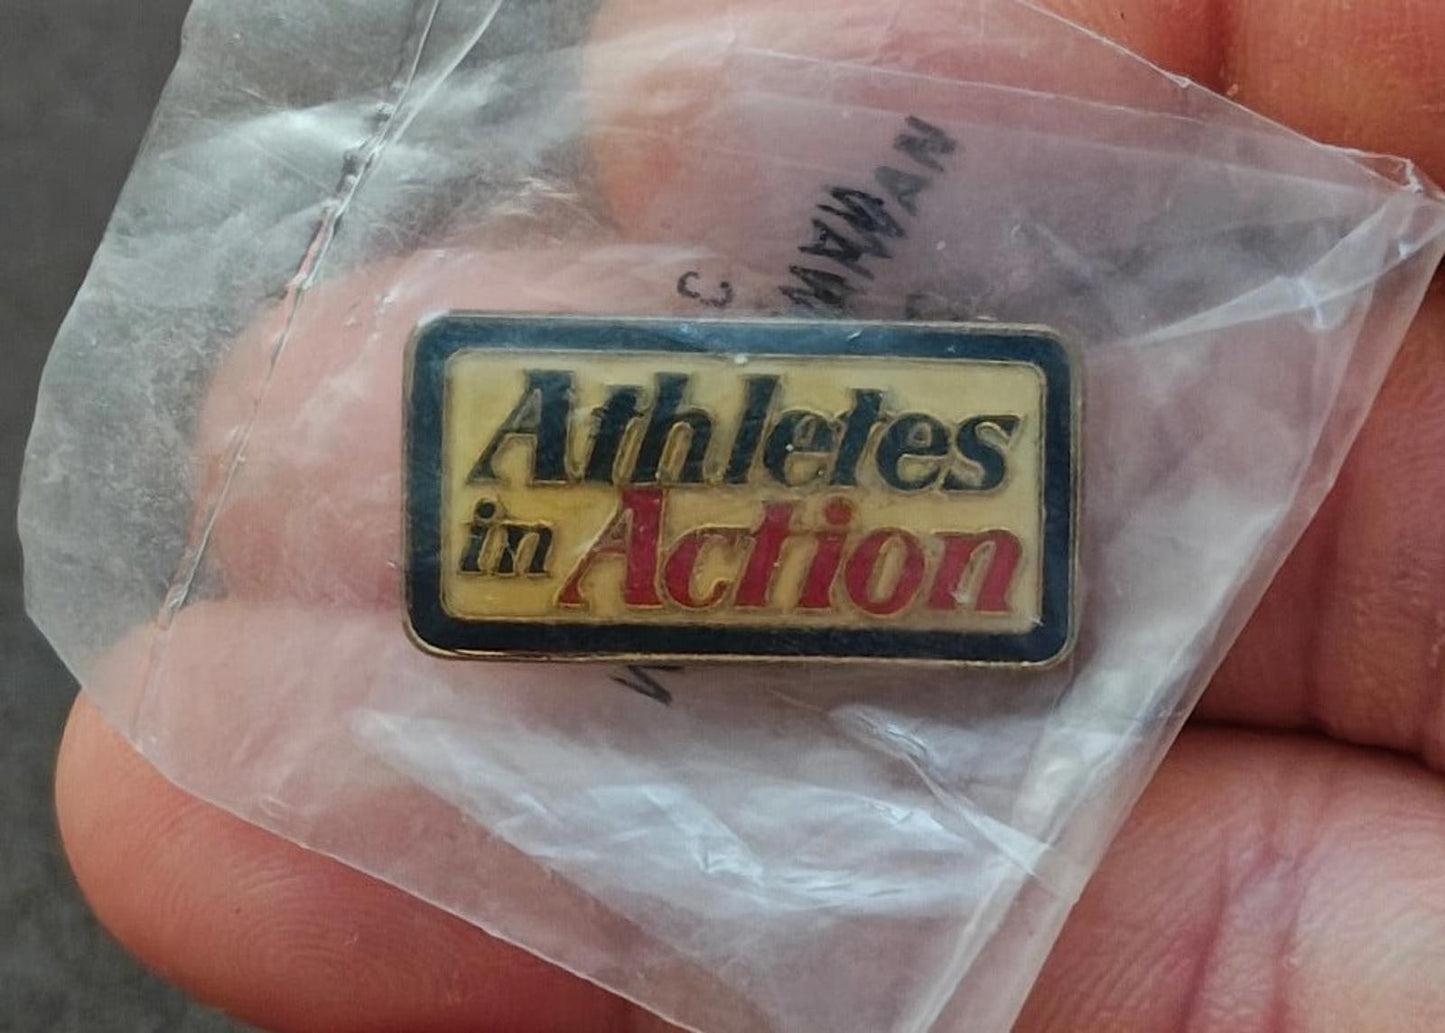 Athletes
in Action